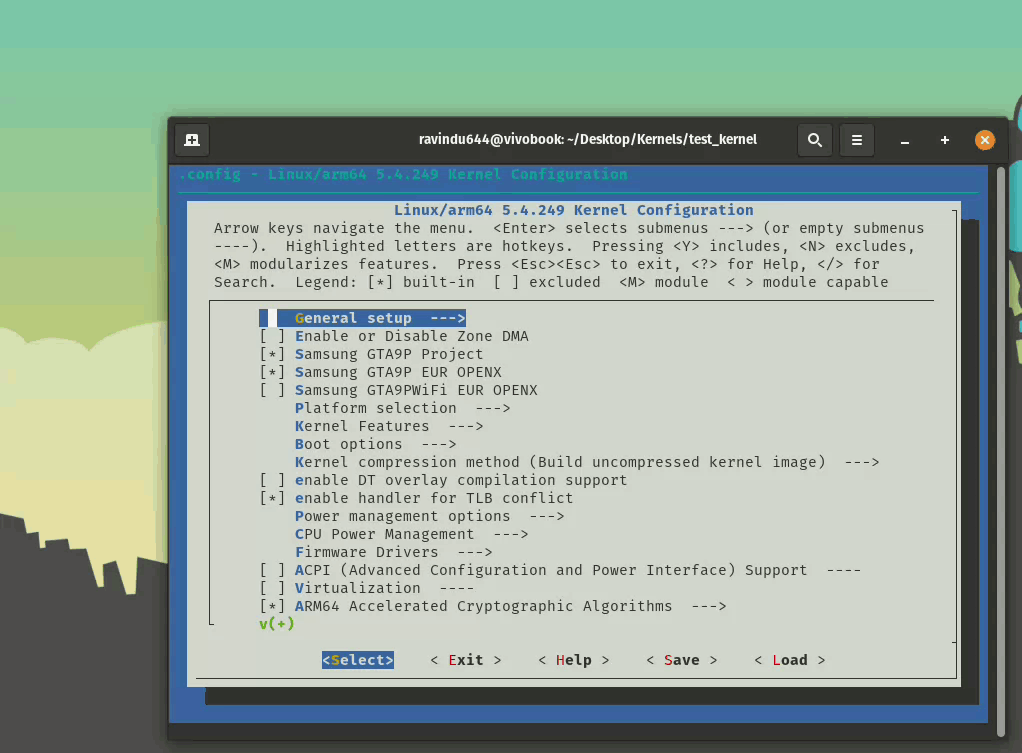 ravindu644@vivobook: ~/Desktop/Kernels/test_kernel
.config - Linux/arm64 5.4.249 Kernel Configuration
Linux/arm64 5.4.249 Kernel Configuration
Arrow keys navigate the menu.  <Enter> selects submenus ---> (or empty submenus
----).  Highlighted letters are hotkeys.  Pressing <Y> includes, <N> excludes,
<M> modularizes features.  Press <Esc><Esc> to exit, <?> for Help, </> for
Search.  Legend: [*] built-in  [ ] excluded  <M> module  < > module capable
General setup  --->
[ ] Enable or Disable Zone DMA
[*] Samsung GTA9P Project
[*] Samsung GTA9P EUR OPENX
[ ] Samsung GTA9PWiFi EUR OPENX
Platform selection  --->
Kernel Features  --->
Boot options  --->
Kernel compression method (Build uncompressed kernel image)  --->
[ ] enable DT overlay compilation support
[*] enable handler for TLB conflict
Power management options  --->
CPU Power Management  --->
Firmware Drivers  --->
[ ] ACPI (Advanced Configuration and Power Interface) Support  ----
[ ] Virtualization  ----
[*] ARM64 Accelerated Cryptographic Algorithms  --->
v(+)
<Select>    < Exit >    < Help >    < Save >    < Load >